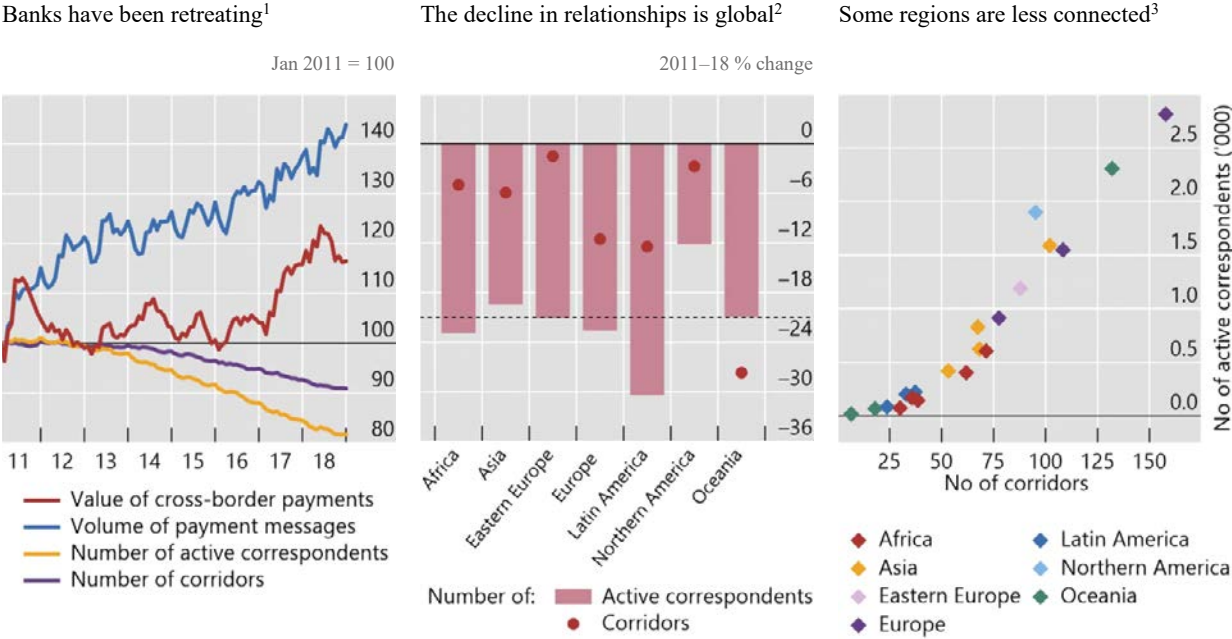 Banks have been retreating1
Jan 2011 = 100
140
130
120
110
100
90
80
11 12 13 14 15 16 17 18
Value of cross-border payments
Volume of payment messages
Number of active correspondents
Number of corridors
The decline in relationships is global2
2011–18 % change
0
–6
–12
–18
–24
–30
–36
Africa
Asia
Eastern Europe
Europe
Latin America
Northern America
Oceania
Number of:
Active correspondents
Corridors
Some regions are less connected3
2.5
2.0
1.5
1.0
0.5
0.0
No of active correspondents ('000)
25 50 75 100 125 150
No of corridors
Africa
Asia
Eastern Europe
Europe
Latin America
Northern America
Oceania